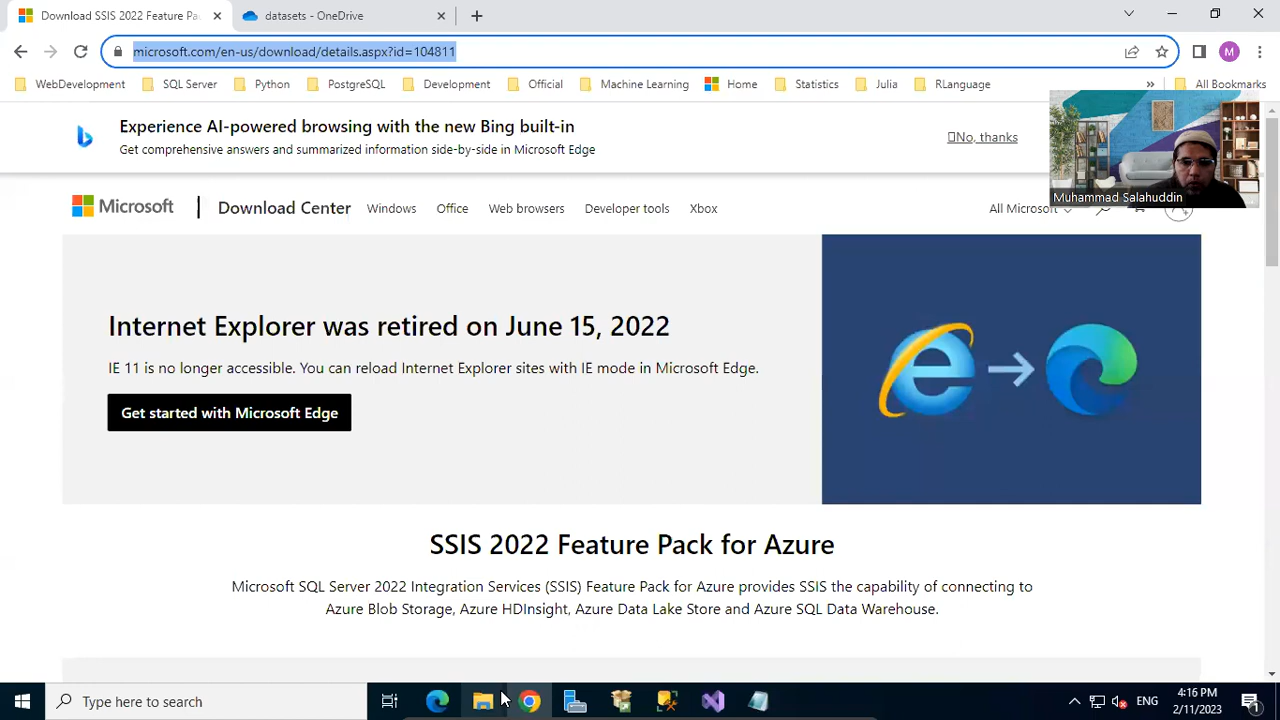 Download SSIS 2022 Feature Pa
datasets - OneDrive
microsoft.com/en-us/download/details.aspx?id=104811
M
WebDevelopment
SQL Server
Python
PostgreSQL
Development
Official
Machine Learning
Home
Statistics
Julia
RLanguage
»
All Bookmarks
Experience AI-powered browsing with the new Bing built-in
Get comprehensive answers and summarized information side-by-side in Microsoft Edge
No, thanks
Muhammad Salahuddin
Microsoft
Download Center
Windows
Office
Web browsers
Developer tools
Xbox
All Microsoft
Internet Explorer was retired on June 15, 2022
IE 11 is no longer accessible. You can reload Internet Explorer sites with IE mode in Microsoft Edge.
Get started with Microsoft Edge
SSIS 2022 Feature Pack for Azure
Microsoft SQL Server 2022 Integration Services (SSIS) Feature Pack for Azure provides SSIS the capability of connecting to
Azure Blob Storage, Azure HDInsight, Azure Data Lake Store and Azure SQL Data Warehouse.
Type here to search
ENG
4:16 PM
2/11/2023
1